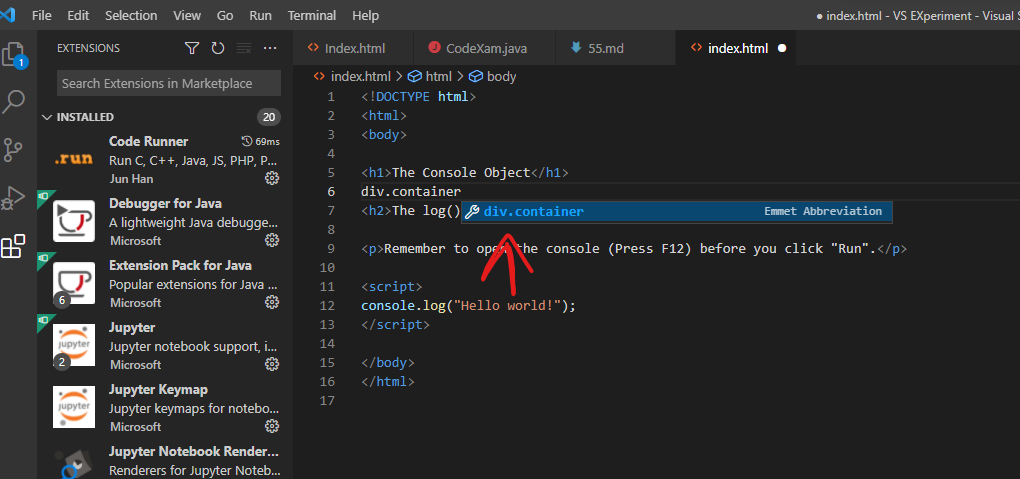 File Edit Selection View Go Run Terminal Help ● index.html - VS EXperiment - Visual S
1
EXTENSIONS
Search Extensions in Marketplace
INSTALLED 20
.run
Code Runner 69ms
Run C, C++, Java, JS, PHP, P...
Jun Han
Debugger for Java
A lightweight Java debugge...
Microsoft
Extension Pack for Java
Popular extensions for Java ...
6
Microsoft
Jupyter
Jupyter notebook support, i...
2
Microsoft
jupyter
Jupyter Keymap
Jupyter keymaps for notebo...
Microsoft
Jupyter Notebook Render...
Renderers for Jupyter Noteb...
Index.html CodeXam.java 55.md index.html
index.html > html > body
1 <!DOCTYPE html>
2 <html>
3 <body>
4
5 <h1>The Console Object</h1>
6 div.container
7 <h2>The log() div.container Emmet Abbreviation
8
9 <p>Remember to open the console (Press F12) before you click "Run".</p>
10
11 <script>
12 console.log("Hello world!");
13 </script>
14
15 </body>
16 </html>
17